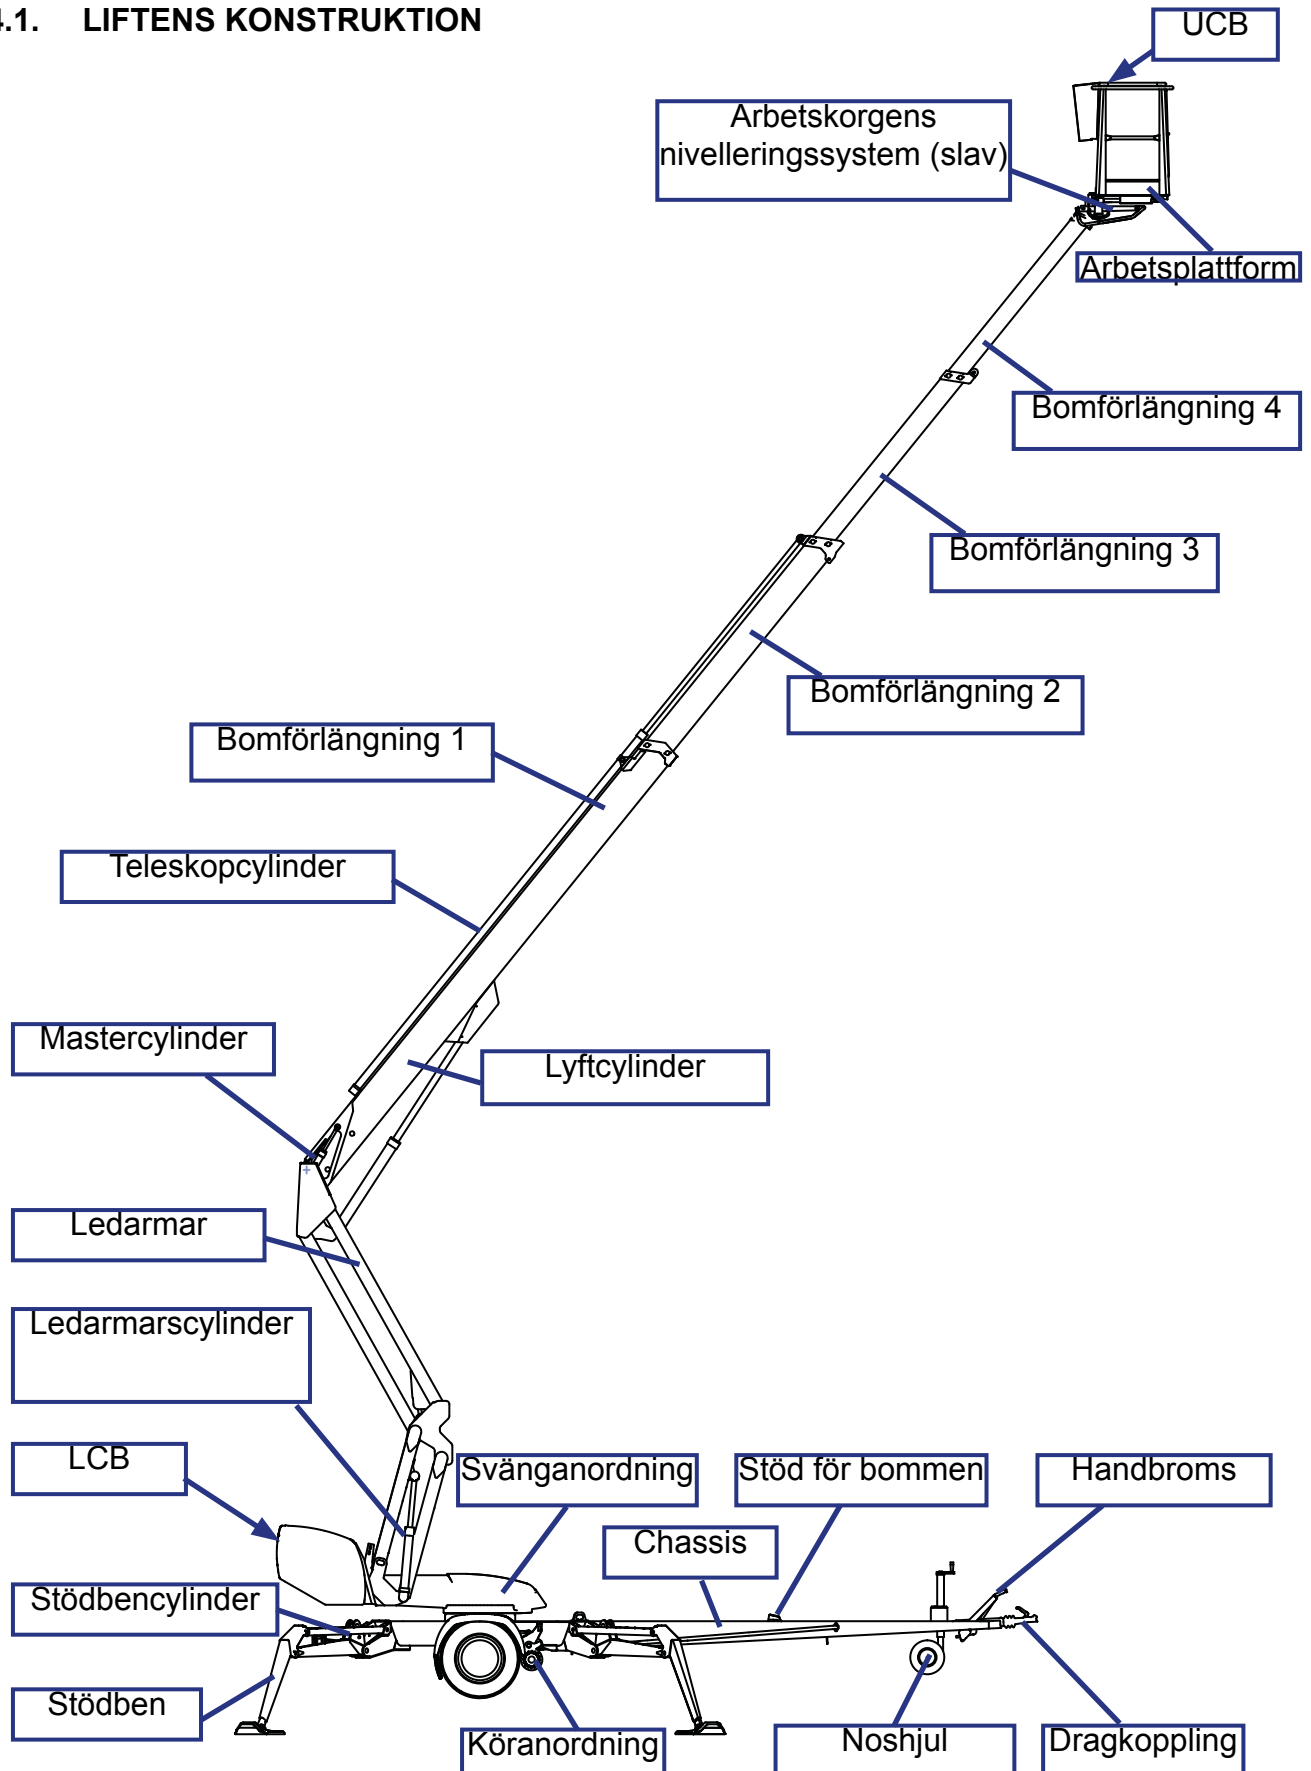 4.1. LIFTENS KONSTRUKTION
UCB
Arbetskorgens
nivelleringssystem (slav)
Arbetsplattform
Bomförlängning 4
Bomförlängning 3
Bomförlängning 2
Bomförlängning 1
Teleskopcylinder
Mastercylinder
Lyftcylinder
Ledarmar
Ledarmarscylinder
LCB
Svänganordning
Stöd för bommen
Handbroms
Chassis
Stödbencylinder
Stödben
Köranordning
Noshjul
Dragkoppling